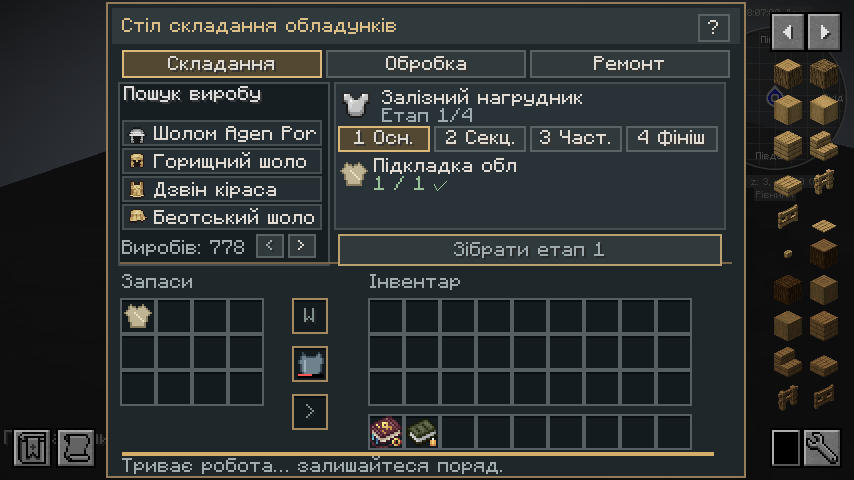 Стіл складання обладунків
?
Складання
Обробка
Ремонт
Пошук виробу
Шолом Agen Por
Горищний шоло
Дзвін кіраса
Беотський шоло
Виробів: 778
<
>
Залізний нагрудник
Етап 1/4
1 Осн.
2 Секц.
3 Част.
4 Фініш
Підкладка обл
1 / 1 ✓
Зібрати етап 1
Запаси
Інвентар
W
>
Триває робота... залишайтеся поряд.